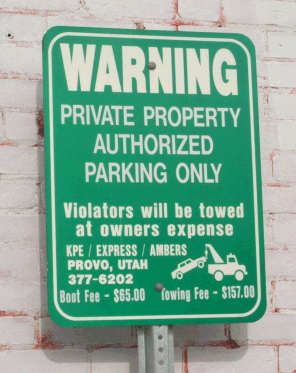 WARNING
PRIVATE PROPERTY
AUTHORIZED
PARKING ONLY
Violators will be towed
at owners expense
KPE / EXPRESS / AMBERS
PROVO, UTAH
377-6202
Boot Fee - $65.00 Towing Fee - $157.00